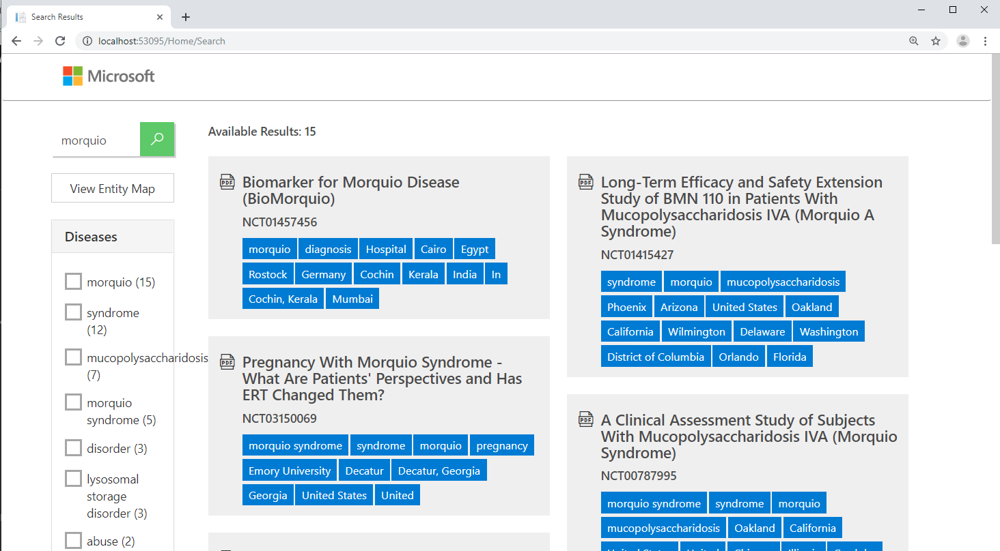 Search Results
localhost:53095/Home/Search
Microsoft
morquio
View Entity Map
Diseases
morquio (15)
syndrome
(12)
mucopolysaccharidosis
(7)
morquio
syndrome (5)
disorder (3)
lysosomal
storage
disorder (3)
abuse (2)
Available Results: 15
PDF
Biomarker for Morquio Disease
(BioMorquio)
NCT01457456
morquio diagnosis Hospital Cairo Egypt
Rostock Germany Cochin Kerala India In
Cochin, Kerala Mumbai
PDF
Pregnancy With Morquio Syndrome -
What Are Patients' Perspectives and Has
ERT Changed Them?
NCT03150069
morquio syndrome syndrome morquio pregnancy
Emory University Decatur Decatur, Georgia
Georgia United States United
PDF
Long-Term Efficacy and Safety Extension
Study of BMN 110 in Patients With
Mucopolysaccharidosis IVA (Morquio A
Syndrome)
NCT01415427
syndrome morquio mucopolysaccharidosis
Phoenix Arizona United States Oakland
California Wilmington Delaware Washington
District of Columbia Orlando Florida
PDF
A Clinical Assessment Study of Subjects
With Mucopolysaccharidosis IVA (Morquio
Syndrome)
NCT00787995
morquio syndrome syndrome morquio
mucopolysaccharidosis Oakland California